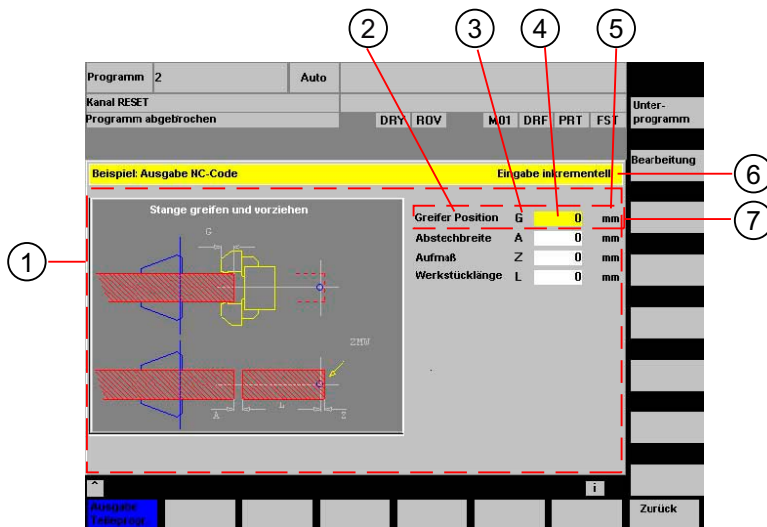 2 3 4 5
Programm 2 Auto
Kanal RESET
Programm abgebrochen
DRY ROV M01 DRF PRT FST
Unter-
programm
Bearbeitung
Beispiel: Ausgabe NC-Code Eingabe inkrementell
6
Stange greifen und vorziehen
Greifer Position G 0 mm
7
Abstechbreite A 0 mm
Aufmaß Z 0 mm
Werkstücklänge L 0 mm
1
G
ZMW
A L Z
^ i
Ausgabe
Teileprogr.
Zurück